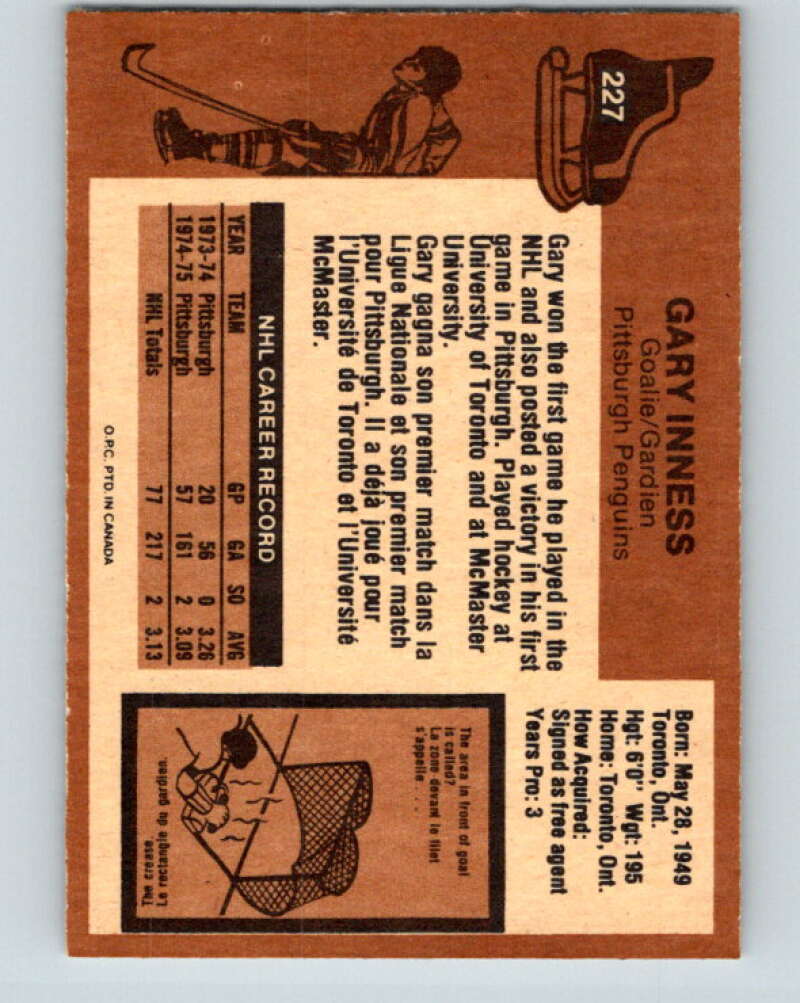 227
GARY INNESS
Goalie/Gardien
Pittsburgh Penguins
Born: May 28, 1949
Toronto, Ont.
Hgt: 6'0" Wgt: 195
Home: Toronto, Ont.
How Acquired:
Signed as free agent
Years Pro: 3
Gary won the first game he played in the
NHL and also posted a victory in his first
game in Pittsburgh. Played hockey at
University of Toronto and at McMaster
University.
Gary gagna son premier match dans la
Ligue Nationale et son premier match
pour Pittsburgh. Il a déjà joué pour
l'Université de Toronto et l'Université
McMaster.
NHL CAREER RECORD
YEAR TEAM GP GA SO AVG
1973-74 Pittsburgh 20 56 0 3.26
1974-75 Pittsburgh 57 161 2 3.09
NHL Totals 77 217 2 3.13
The area in front of goal
is called?
La zone devant le filet
s'appelle....
The crease.
Le rectangle du gardien.
O.P.C. PTD. IN CANADA